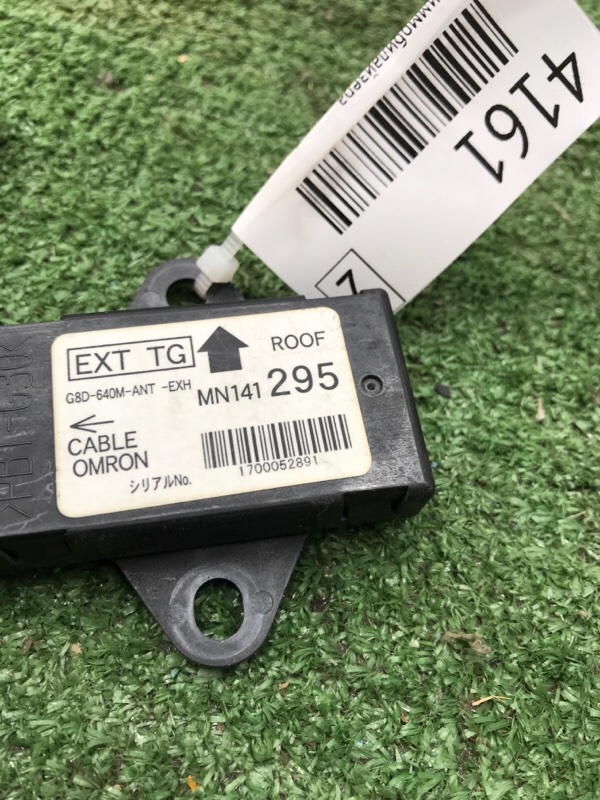 EXT TG
ROOF
G8D-640M-ANT -EXH
MN141 295
←
CABLE
OMRON
1700052891
シリアルNo.
4161